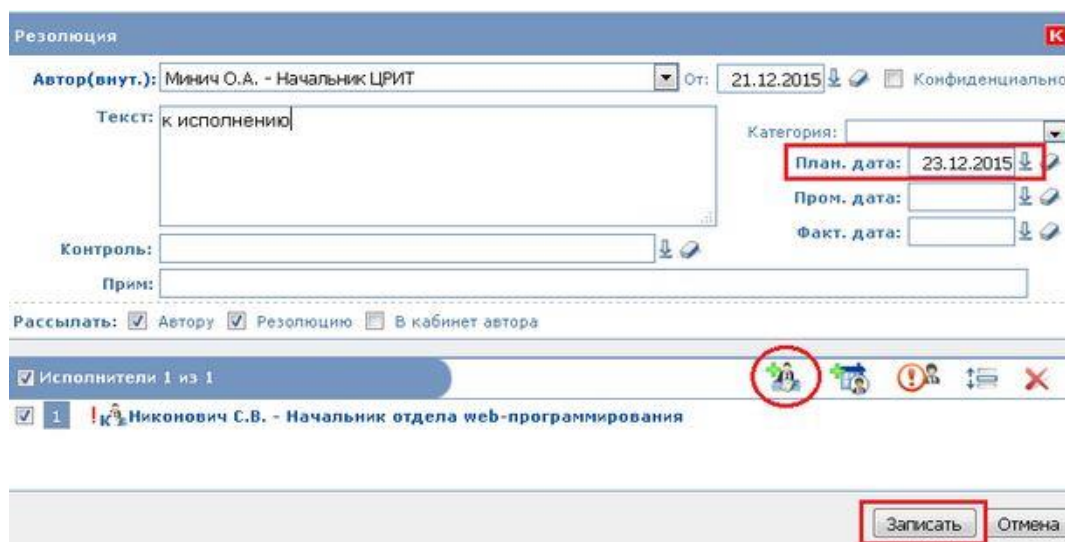 Резолюция К
Автор(внут.): Минич О.А. - Начальник ЦРИТ От: 21.12.2015 Конфиденциально
Текст: к исполнению
Категория:
План. дата: 23.12.2015
Пром. дата:
Факт. дата:
Контроль:
Прим:
Рассылать: Автору Резолюцию В кабинет автора
Исполнители 1 из 1
1 !К Никонович С.В. - Начальник отдела web-программирования
Записать Отмена